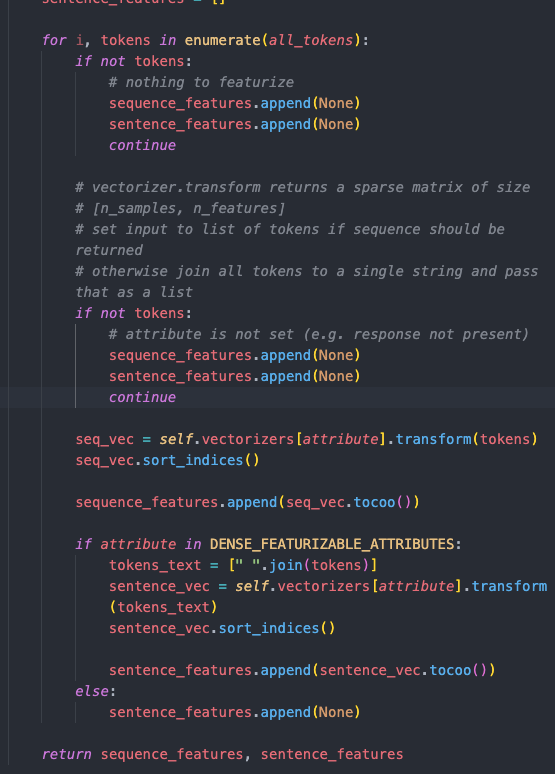 sentence_features = []
for i, tokens in enumerate(all_tokens):
if not tokens:
# nothing to featurize
sequence_features.append(None)
sentence_features.append(None)
continue
# vectorizer.transform returns a sparse matrix of size
# [n_samples, n_features]
# set input to list of tokens if sequence should be
returned
# otherwise join all tokens to a single string and pass
that as a list
if not tokens:
# attribute is not set (e.g. response not present)
sequence_features.append(None)
sentence_features.append(None)
continue
seq_vec = self.vectorizers[attribute].transform(tokens)
seq_vec.sort_indices()
sequence_features.append(seq_vec.tocoo())
if attribute in DENSE_FEATURIZABLE_ATTRIBUTES:
tokens_text = [" ".join(tokens)]
sentence_vec = self.vectorizers[attribute].transform
(tokens_text)
sentence_vec.sort_indices()
sentence_features.append(sentence_vec.tocoo())
else:
sentence_features.append(None)
return sequence_features, sentence_features